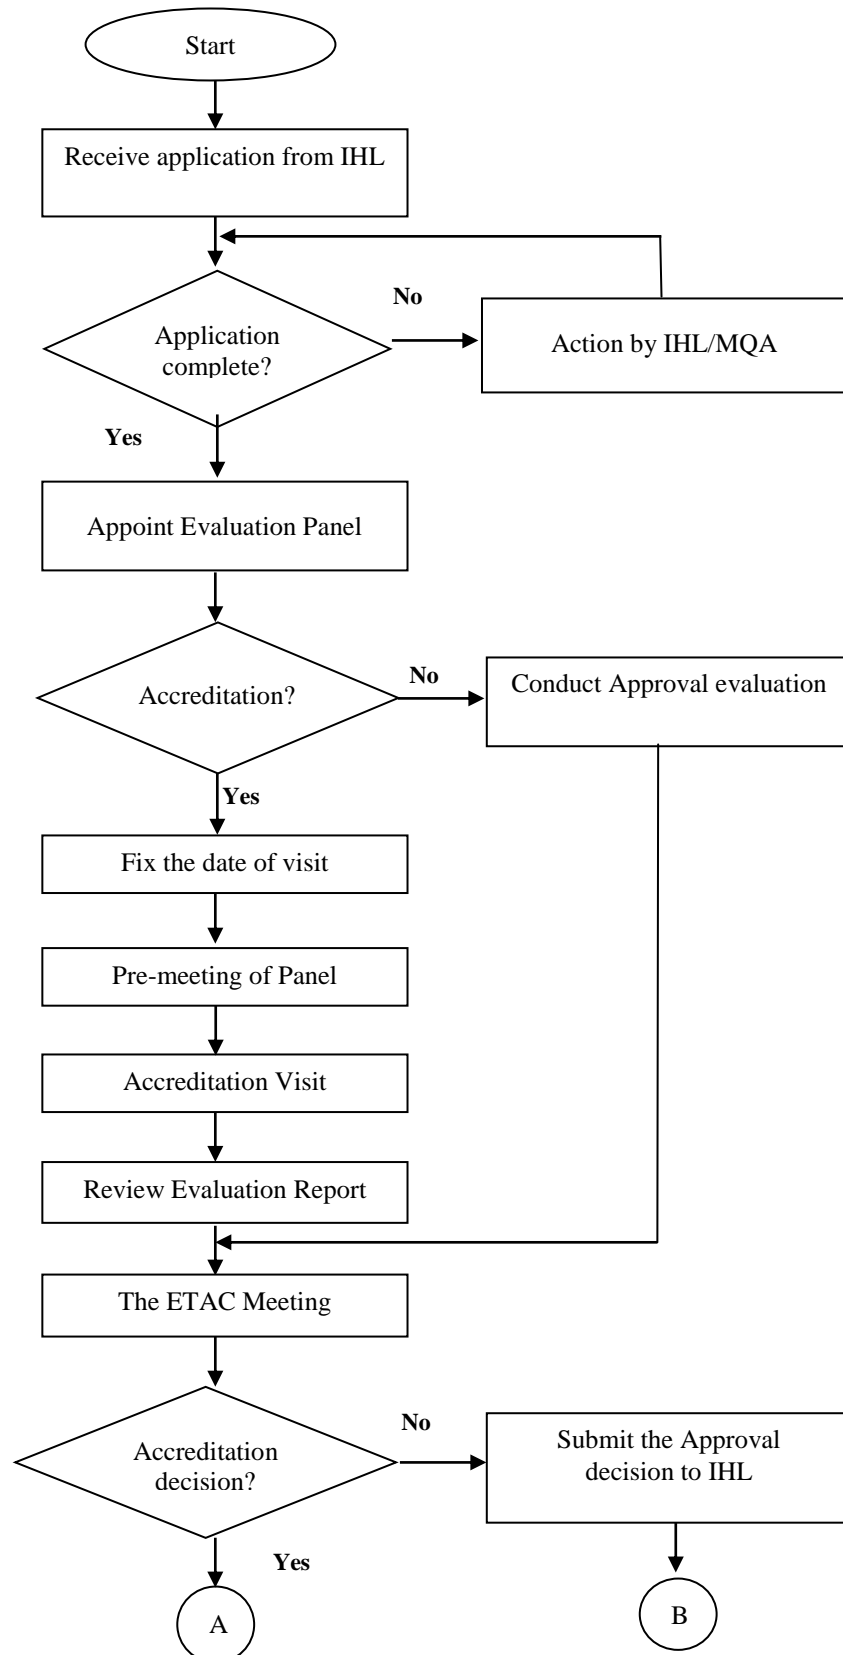 Start
Receive application from IHL
No
Application
complete?
Action by IHL/MQA
Yes
Appoint Evaluation Panel
No
Accreditation?
Conduct Approval evaluation
Yes
Fix the date of visit
Pre-meeting of Panel
Accreditation Visit
Review Evaluation Report
The ETAC Meeting
No
Accreditation
decision?
Submit the Approval
decision to IHL
Yes
A
B